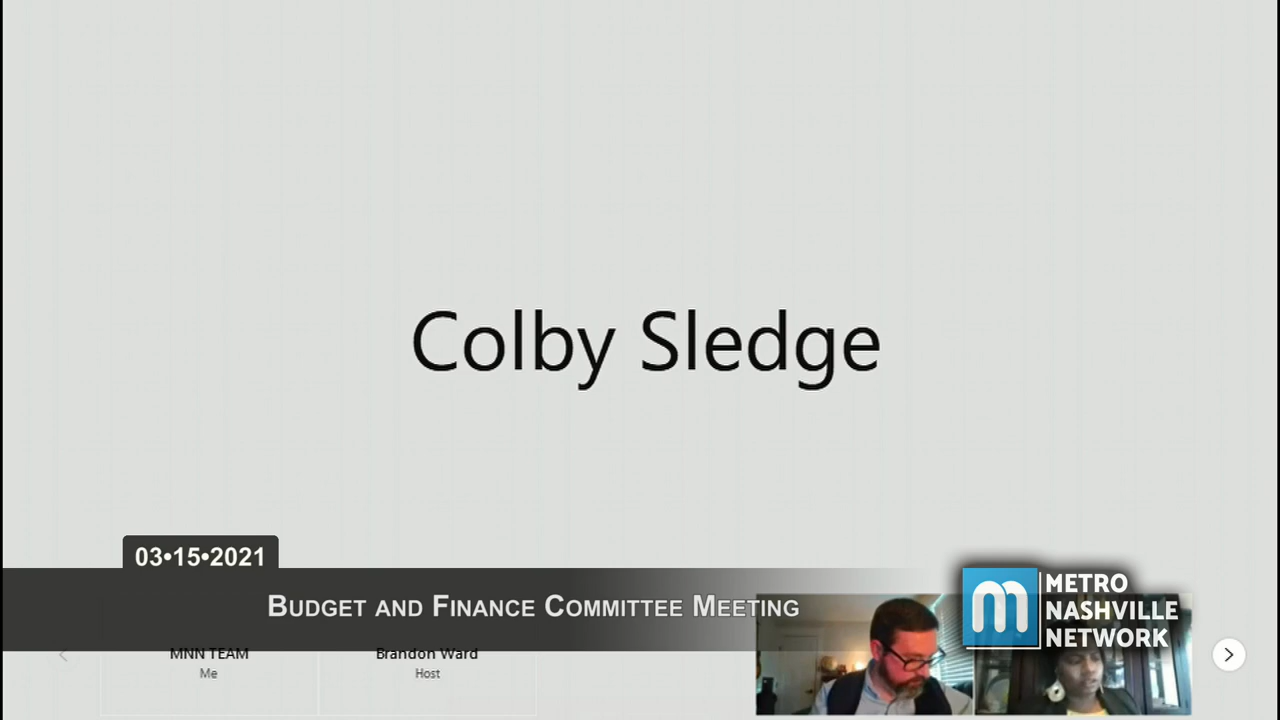 Colby Sledge
03•15•2021
BUDGET AND FINANCE COMMITTEE MEETING
METRO
NASHVILLE
NETWORK
MNN TEAM
Me
Brandon Ward
Host